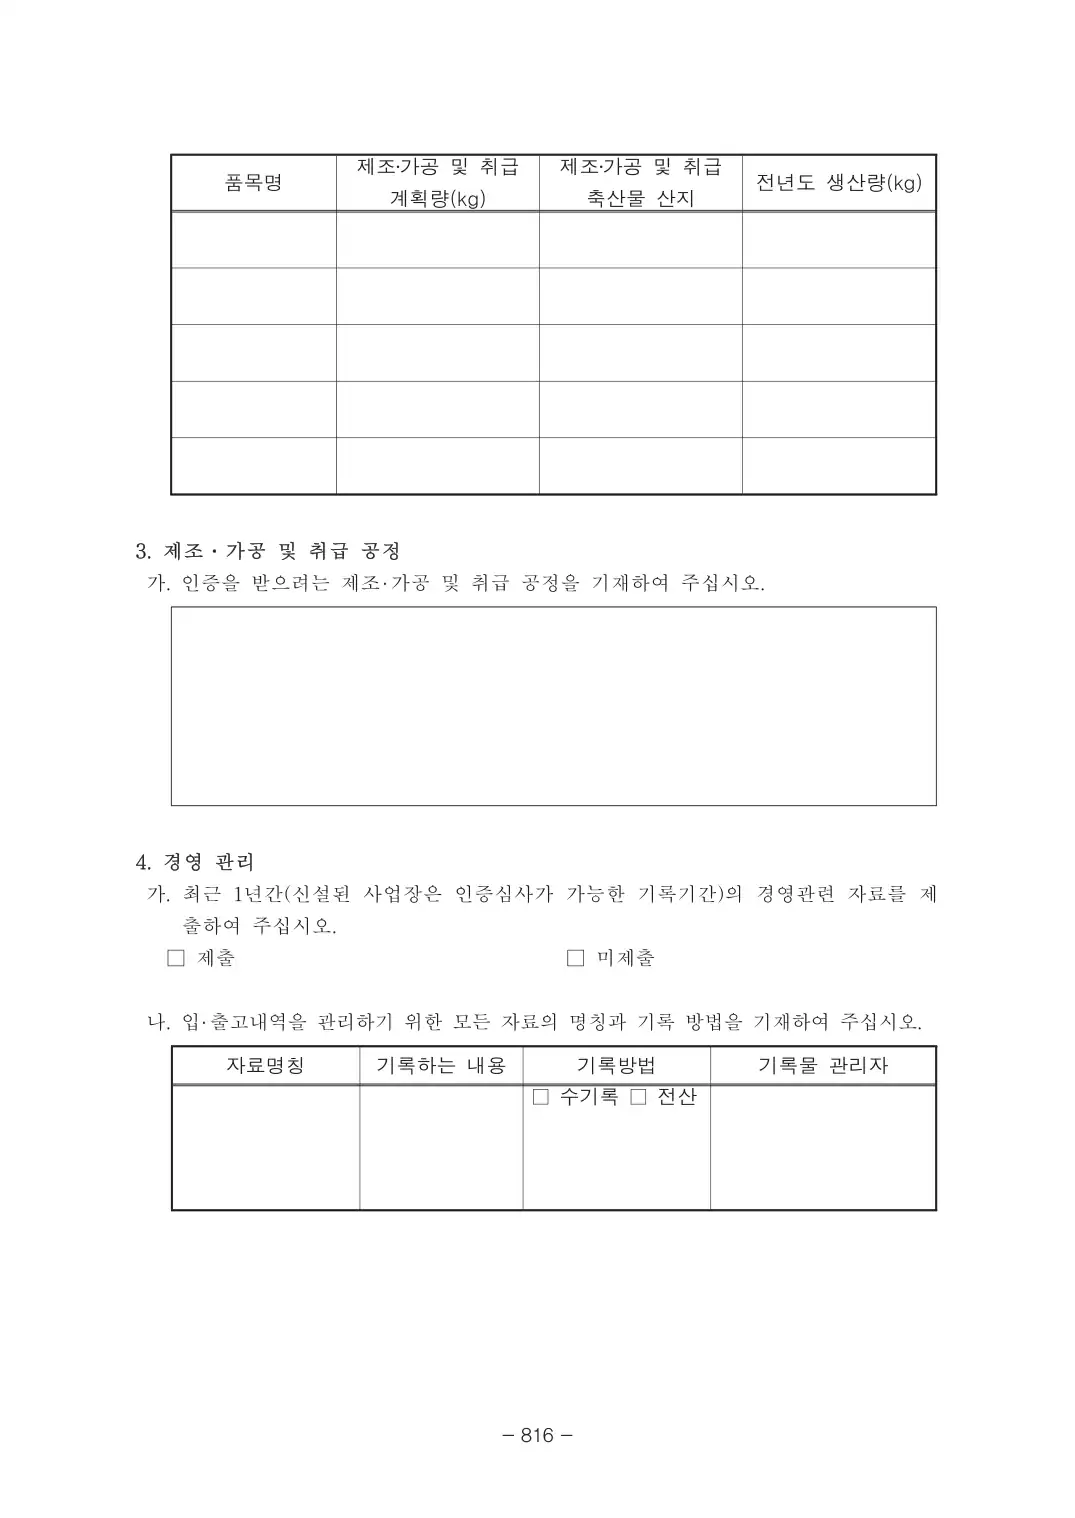 품목명
제조·가공 및 취급
계획량(kg)
제조·가공 및 취급
축산물 산지
전년도 생산량(kg)
3. 제조·가공 및 취급 공정
가. 인증을 받으려는 제조·가공 및 취급 공정을 기재하여 주십시오.
4. 경영 관리
가. 최근 1년간(신설된 사업장은 인증심사가 가능한 기록기간)의 경영관련 자료를 제
출하여 주십시오.
□ 제출 □ 미제출
나. 입·출고내역을 관리하기 위한 모든 자료의 명칭과 기록 방법을 기재하여 주십시오.
자료명칭 기록하는 내용 기록방법 기록물 관리자
□ 수기록 □ 전산
- 816 -